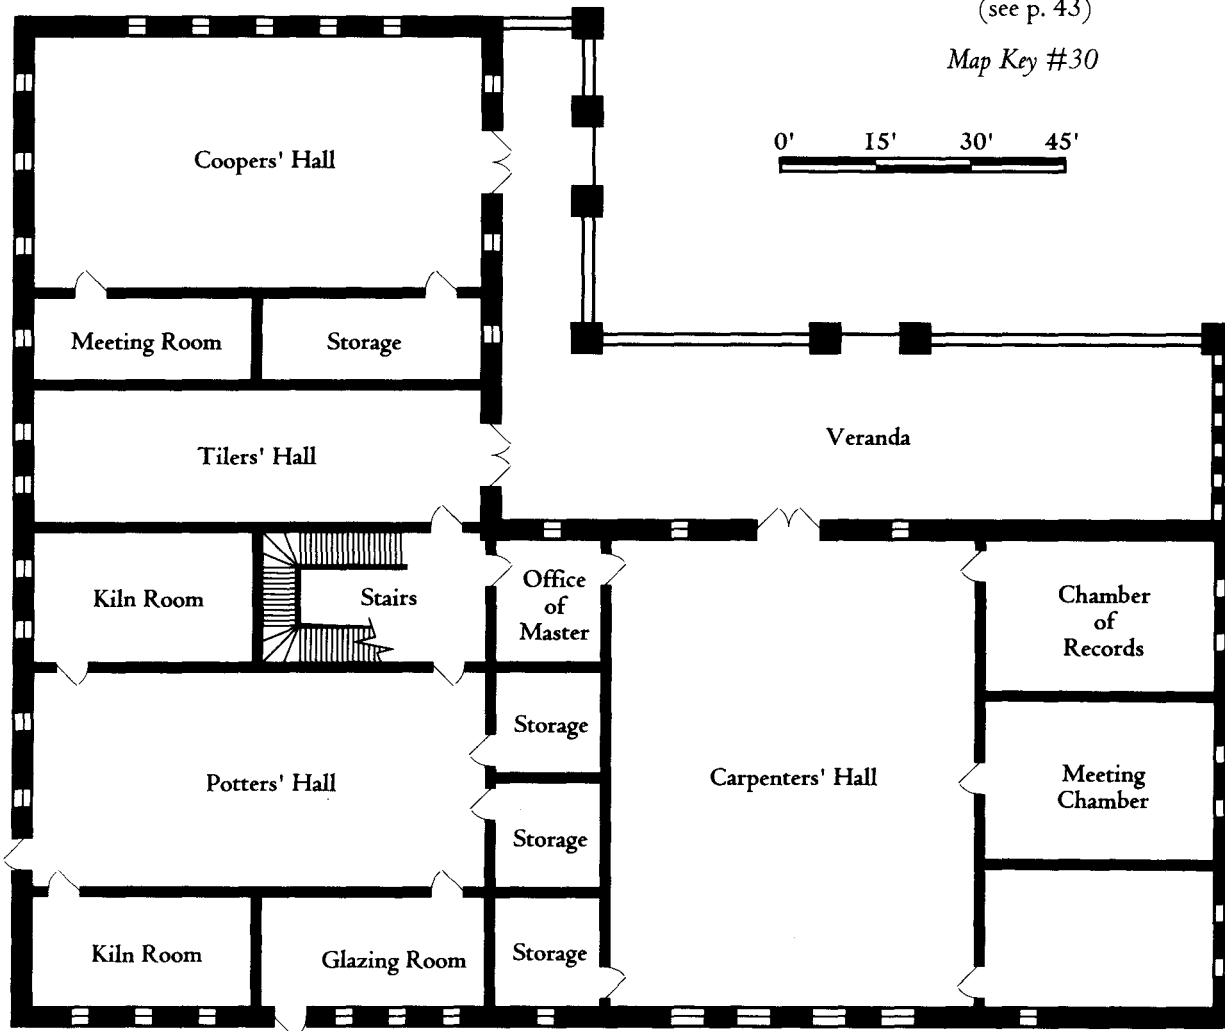 (see p. 43)
Map Key #30
0' 15' 30' 45'
Coopers' Hall
Meeting Room
Storage
Tilers' Hall
Veranda
Kiln Room
Stairs
Office
of
Master
Chamber
of
Records
Storage
Potters' Hall
Carpenters' Hall
Meeting
Chamber
Storage
Kiln Room
Glazing Room
Storage